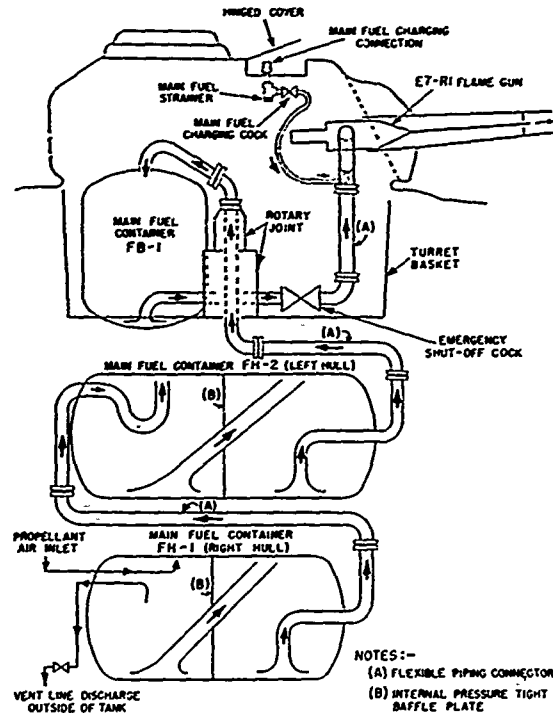 HINGED COVER
MAIN FUEL CHARGING
CONNECTION
MAIN FUEL
STRAINER
E7-R1 FLAME GUN
MAIN FUEL
CHARGING COCK
MAIN FUEL
CONTAINER
FB-1
ROTARY
JOINT
(A)
TURRET
BASKET
(A)
EMERGENCY
SHUT-OFF COCK
MAIN FUEL CONTAINER FH-2 (LEFT HULL)
(B)
(A)
PROPELLANT
AIR INLET
MAIN FUEL CONTAINER
FH-1 (RIGHT HULL)
(B)
VENT LINE DISCHARGE
OUTSIDE OF TANK
NOTES:-
(A) FLEXIBLE PIPING CONNECTOR
(B) INTERNAL PRESSURE TIGHT
BAFFLE PLATE